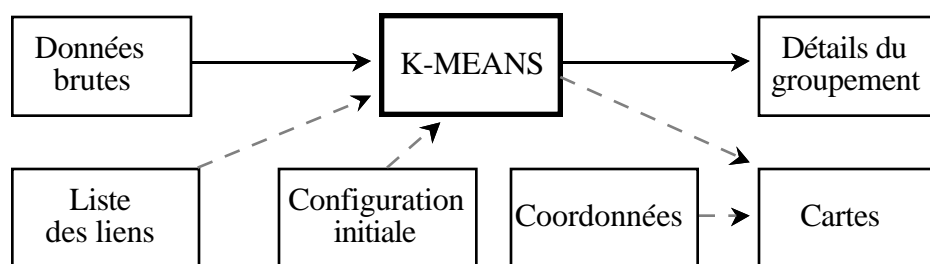 Données
brutes
K-MEANS
Détails du
groupement
Liste
des liens
Configuration
initiale
Coordonnées
Cartes